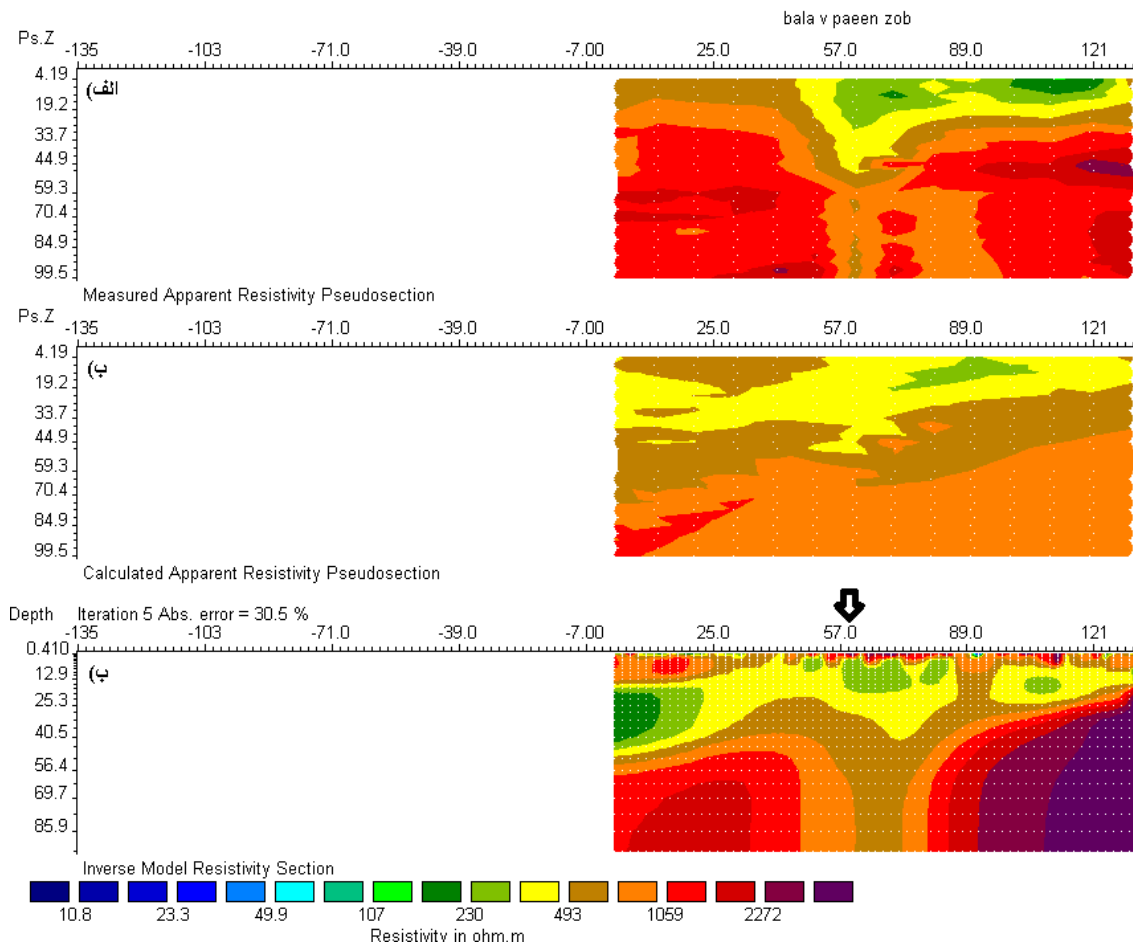 bala v paeen zob
Ps.Z
-135 -103 -71.0 -39.0 -7.00 25.0 57.0 89.0 121
4.19
الف)
19.2
33.7
44.9
59.3
70.4
84.9
99.5
Measured Apparent Resistivity Pseudosection
Ps.Z
-135 -103 -71.0 -39.0 -7.00 25.0 57.0 89.0 121
4.19
ب)
19.2
33.7
44.9
59.3
70.4
84.9
99.5
Calculated Apparent Resistivity Pseudosection
Depth Iteration 5 Abs. error = 30.5 %
-135 -103 -71.0 -39.0 -7.00 25.0 57.0 89.0 121
0.410
ب)
12.9
25.3
40.5
56.4
69.7
85.9
Inverse Model Resistivity Section
10.8 23.3 49.9 107 230 493 1059 2272
Resistivity in ohm.m